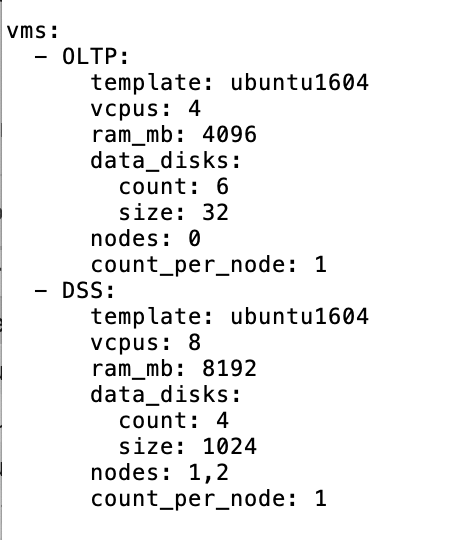 vms:
  - OLTP:
      template: ubuntu1604
      vcpus: 4
      ram_mb: 4096
      data_disks:
        count: 6
        size: 32
      nodes: 0
      count_per_node: 1
  - DSS:
      template: ubuntu1604
      vcpus: 8
      ram_mb: 8192
      data_disks:
        count: 4
        size: 1024
      nodes: 1,2
      count_per_node: 1